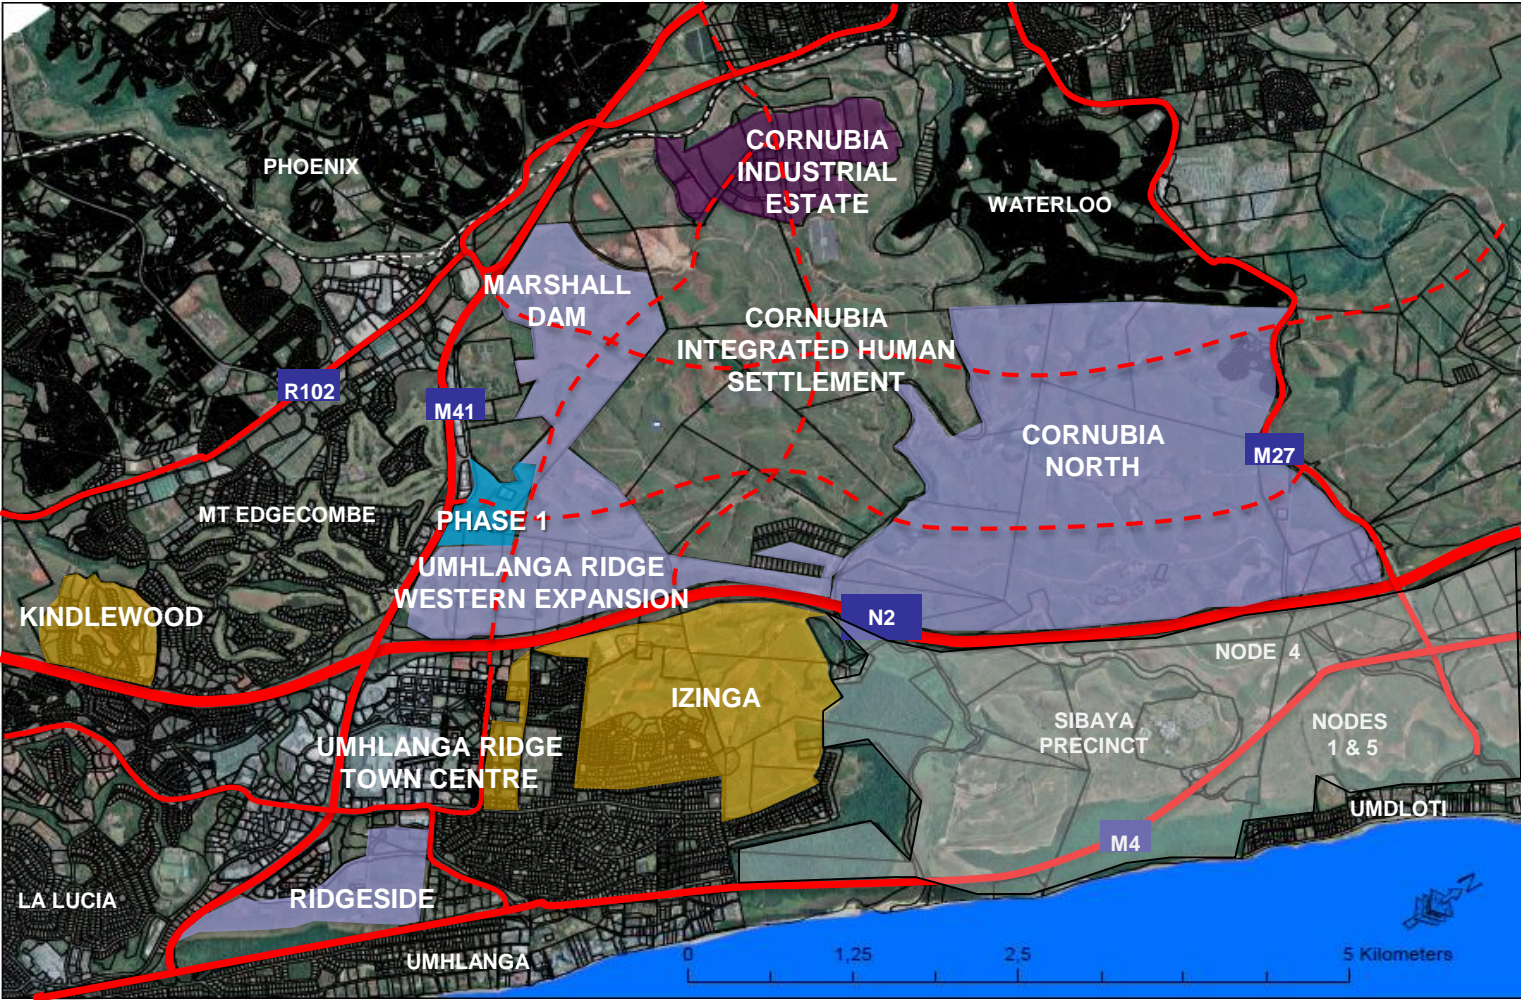 CORNUBIA
INDUSTRIAL
ESTATE
PHOENIX
WATERLOO
MARSHALL
DAM
CORNUBIA
INTEGRATED HUMAN
SETTLEMENT
R102
M41
CORNUBIA
NORTH
M27
MT EDGECOMBE
PHASE 1
UMHLANGA RIDGE
WESTERN EXPANSION
KINDLEWOOD
N2
NODE 4
IZINGA
SIBAYA
PRECINCT
NODES
1 & 5
UMHLANGA RIDGE
TOWN CENTRE
UMDLOTI
M4
LA LUCIA
RIDGESIDE
N
UMHLANGA
0 1,25 2,5 5 Kilometers